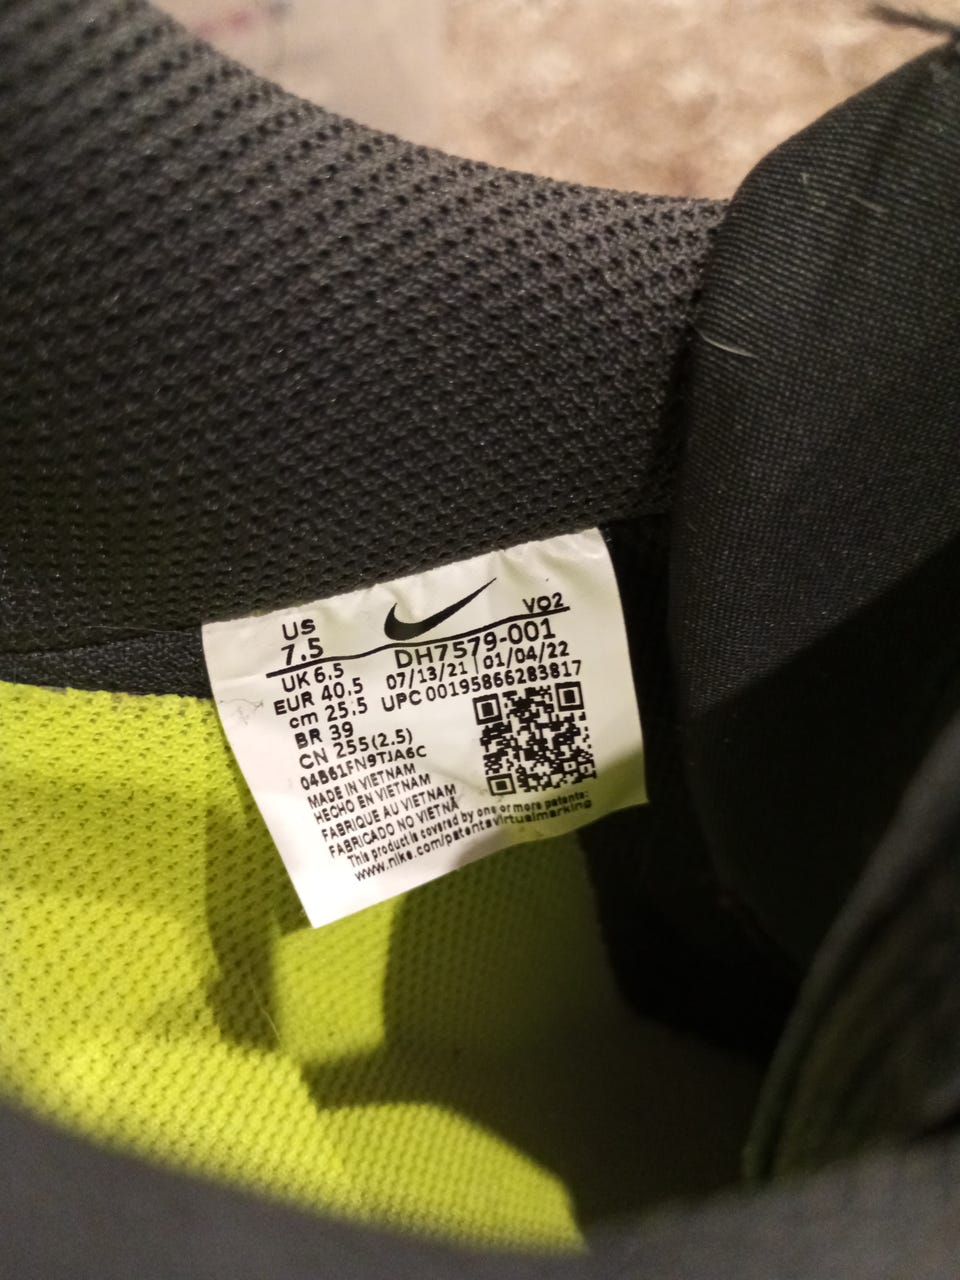 US
7.5
VO2
UK 6.5
DH7579-001
EUR 40.5
07/13/21 | 01/04/22
cm 25.5
UPC 00195866283817
BR 39
CN 255(2.5)
04B61FN9TJA6C
MADE IN VIETNAM
HECHO EN VIETNAM
FABRIQUE AU VIETNAM
FABRICADO NO VIETNÃ
This product is covered by one or more patents:
www.nike.com/patentsvirtualmarking